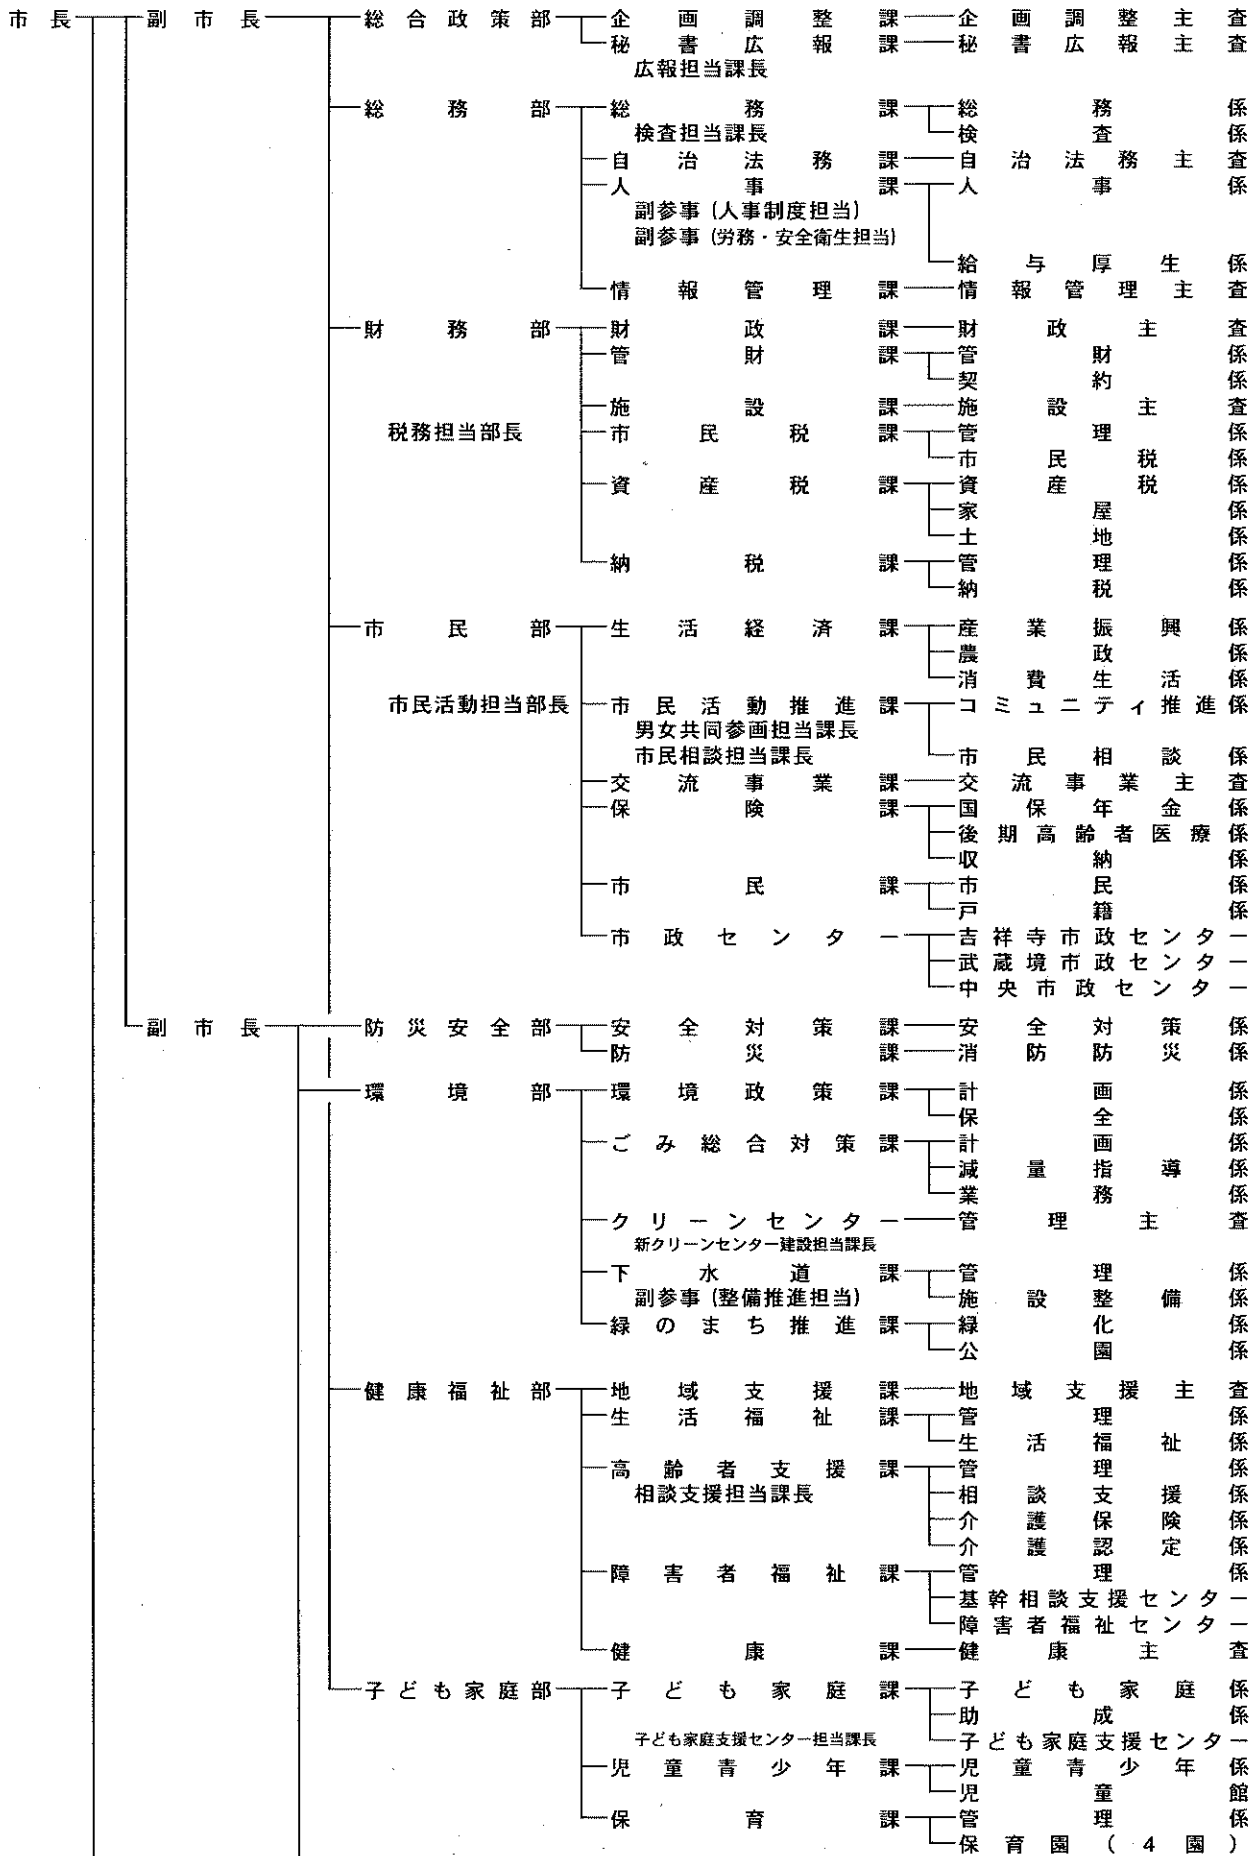 市長 副市長 総合政策部 企画調整課 企画調整主査
秘書広報課 秘書広報主査
広報担当課長
総務部 総務課 総務係
検査担当課長 検査係
自治法務課 自治法務主査
人事課 人事係
副参事(人事制度担当)
副参事(労務・安全衛生担当)
給与厚生係
情報管理課 情報管理主査
財務部 財政課 財政主査
管財課 管財係
契約係
施設課 施設主査
税務担当部長 市民税課 管理係
市民税係
資産税課 資産税係
家屋係
土地係
納税課 管理係
納税係
市民部 生活経済課 産業振興係
農政係
消費生活係
市民活動担当部長 市民活動推進課 コミュニティ推進係
男女共同参画担当課長
市民相談担当課長 市民相談係
交流事業課 交流事業主査
保険課 国保年金係
後期高齢者医療係
収納係
市民課 市民係
戸籍係
市政センター 吉祥寺市政センター
武蔵境市政センター
中央市政センター
副市長 防災安全部 安全対策課 安全対策係
防災課 消防防災係
環境部 環境政策課 計画係
保全係
ごみ総合対策課 計画係
減量指導係
業務係
クリーンセンター 管理主査
新クリーンセンター建設担当課長
下水道課 管理係
副参事(整備推進担当) 施設整備係
緑のまち推進課 緑化係
公園係
健康福祉部 地域支援課 地域支援主査
生活福祉課 管理係
生活福祉係
高齢者支援課 管理係
相談支援担当課長 相談支援係
介護保険係
介護認定係
障害者福祉課 管理係
基幹相談支援センター
障害者福祉センター
健康課 健康主査
子ども家庭部 子ども家庭課 子ども家庭係
助成係
子ども家庭支援センター担当課長 子ども家庭支援センター
児童青少年課 児童青少年係
児童館
保育課 管理係
保育園(4園)